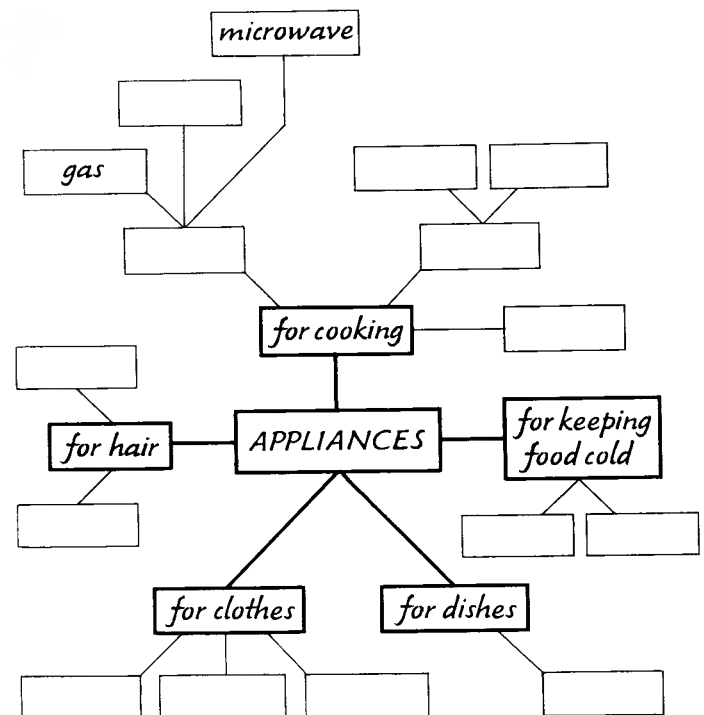 microwave
gas
for cooking
for hair
APPLIANCES
for keeping
food cold
for clothes
for dishes